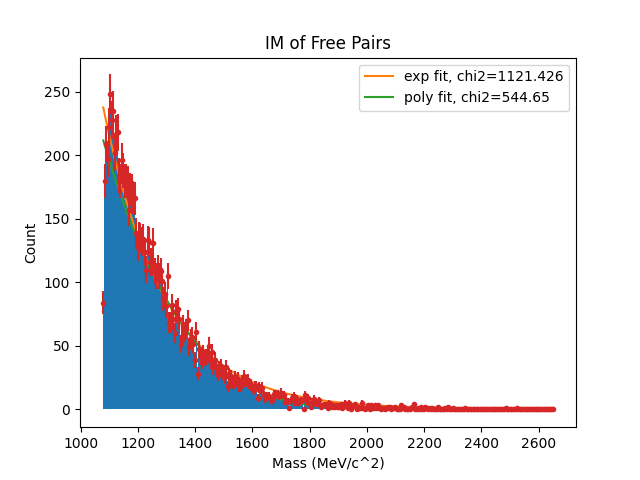 IM of Free Pairs
exp fit, chi2=1121.426
poly fit, chi2=544.65
Count
250
200
150
100
50
0
1000 1200 1400 1600 1800 2000 2200 2400 2600
Mass (MeV/c^2)